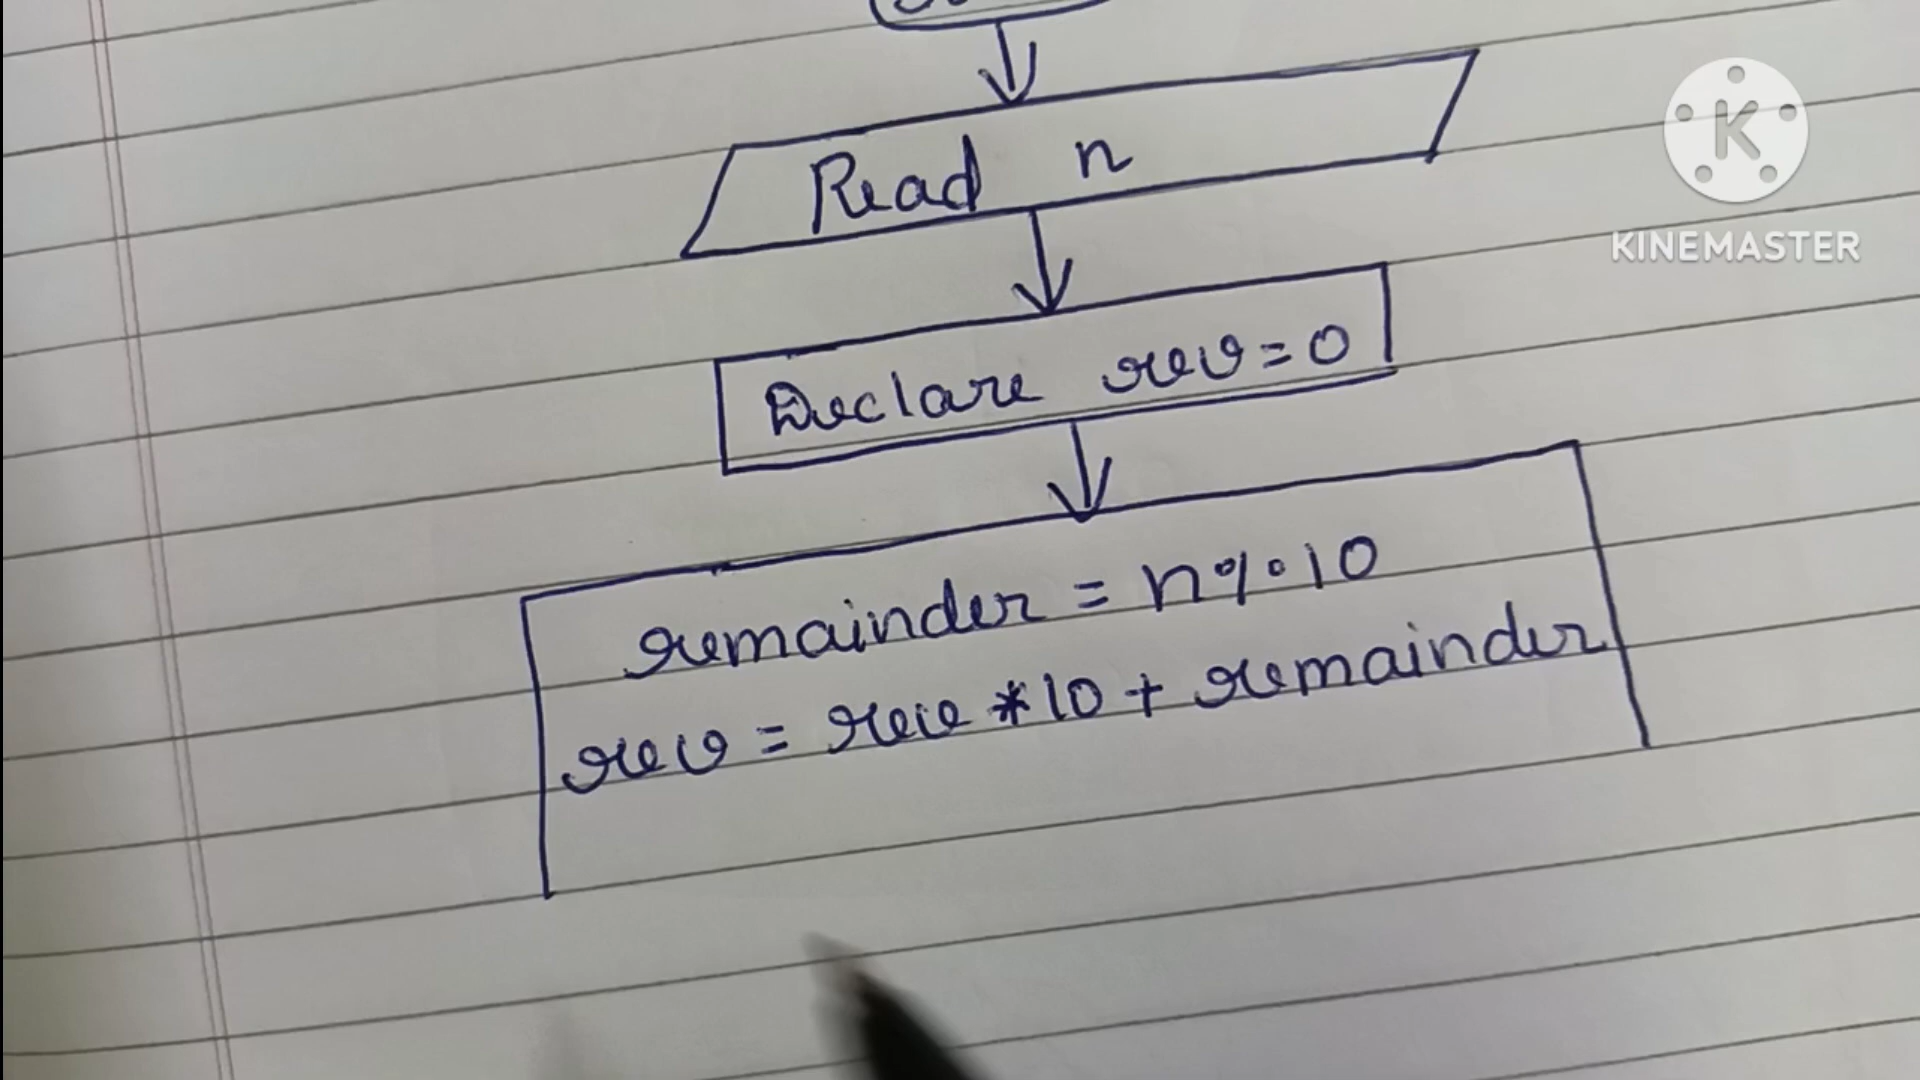 Read n
Declare rev=0
remainder = n%10
rev = rev *10 + remainder
K
KINEMASTER